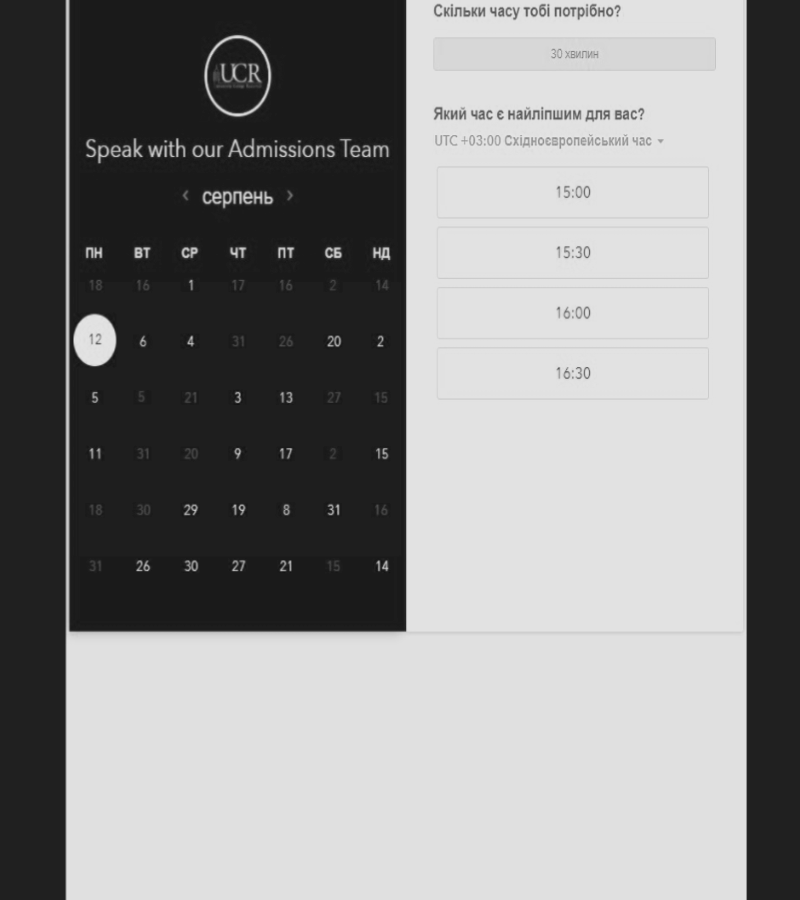 UCR
Speak with our Admissions Team
‹ серпень ›
ПН ВТ СР ЧТ ПТ СБ НД
18 16 1 17 16 2 14
12 6 4 31 26 20 2
5 5 21 3 13 27 15
11 31 20 9 17 2 15
18 30 29 19 8 31 16
31 26 30 27 21 15 14
Скільки часу тобі потрібно?
30 хвилин
Який час є найліпшим для вас?
UTC +03:00 Східноєвропейський час
15:00
15:30
16:00
16:30